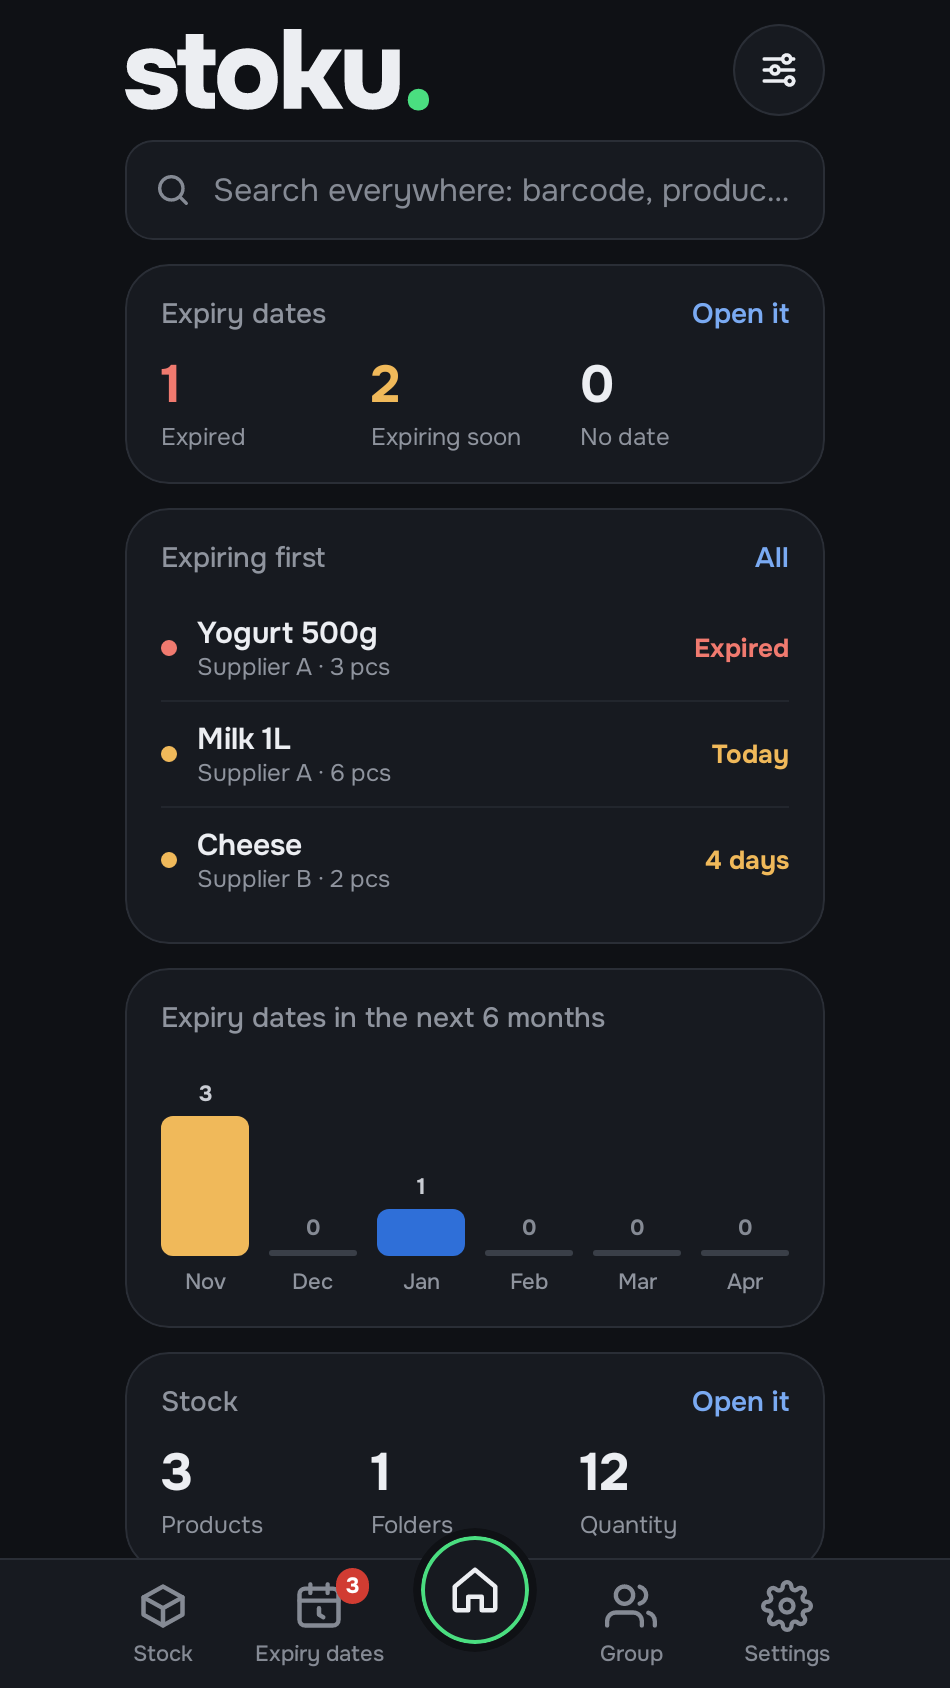 stoku.
Search everywhere: barcode, produc...
Expiry dates
Open it
1
2
0
Expired
Expiring soon
No date
Expiring first
All
Yogurt 500g
Supplier A · 3 pcs
Expired
Milk 1L
Supplier A · 6 pcs
Today
Cheese
Supplier B · 2 pcs
4 days
Expiry dates in the next 6 months
3
0
1
0
0
0
Nov
Dec
Jan
Feb
Mar
Apr
Stock
Open it
3
1
12
Products
Folders
Quantity
3
Stock
Expiry dates
Group
Settings